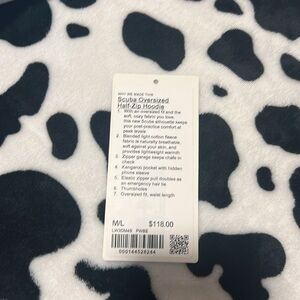 WHY WE MADE THIS
Scuba Oversized
Half-Zip Hoodie
1. With an oversized fit and the
soft, cozy fabric you love,
this new Scuba silhouette keeps
your post-practice comfort at
peak levels
2. Blended light cotton fleece
fabric is naturally breathable,
soft against your skin, and
provides lightweight warmth
3. Zipper garage keeps chafe in
check
4. Kangaroo pocket with hidden
phone sleeve
5. Elastic zipper pull doubles as
an emergency hair tie
6. Thumbholes
7. Oversized fit, waist length
M/L $118.00
LW3GM4S PWBE
000144528244